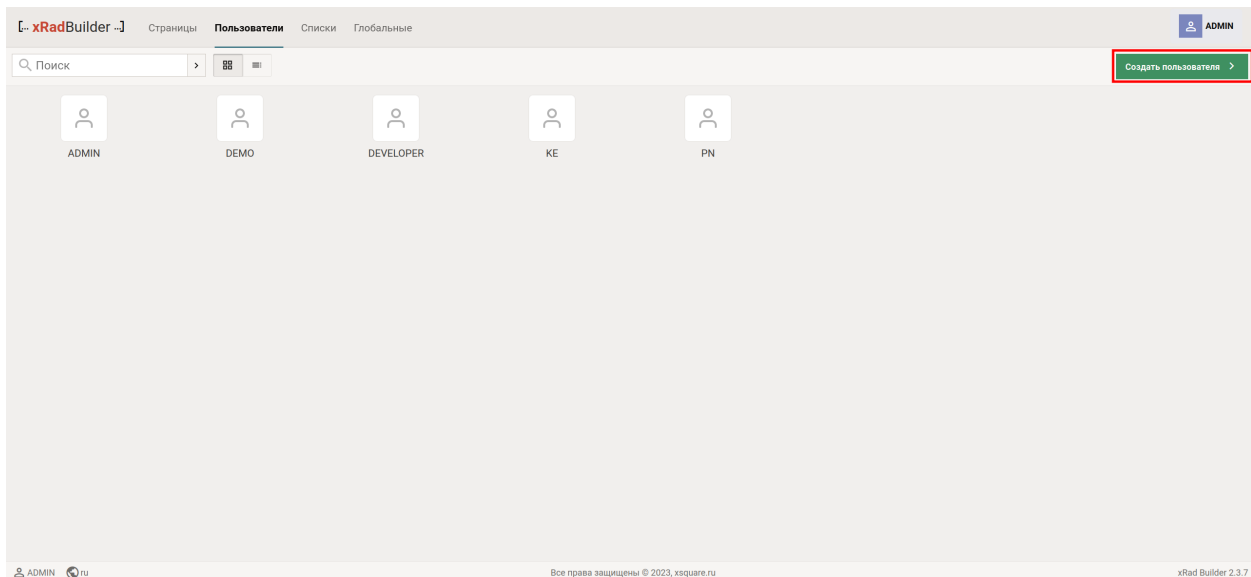 [... xRadBuilder ...] Страницы Пользователи Списки Глобальные ADMIN
Поиск Создать пользователя
ADMIN DEMO DEVELOPER KE PN
ADMIN ru Все права защищены © 2023, xsquare.ru xRad Builder 2.3.7